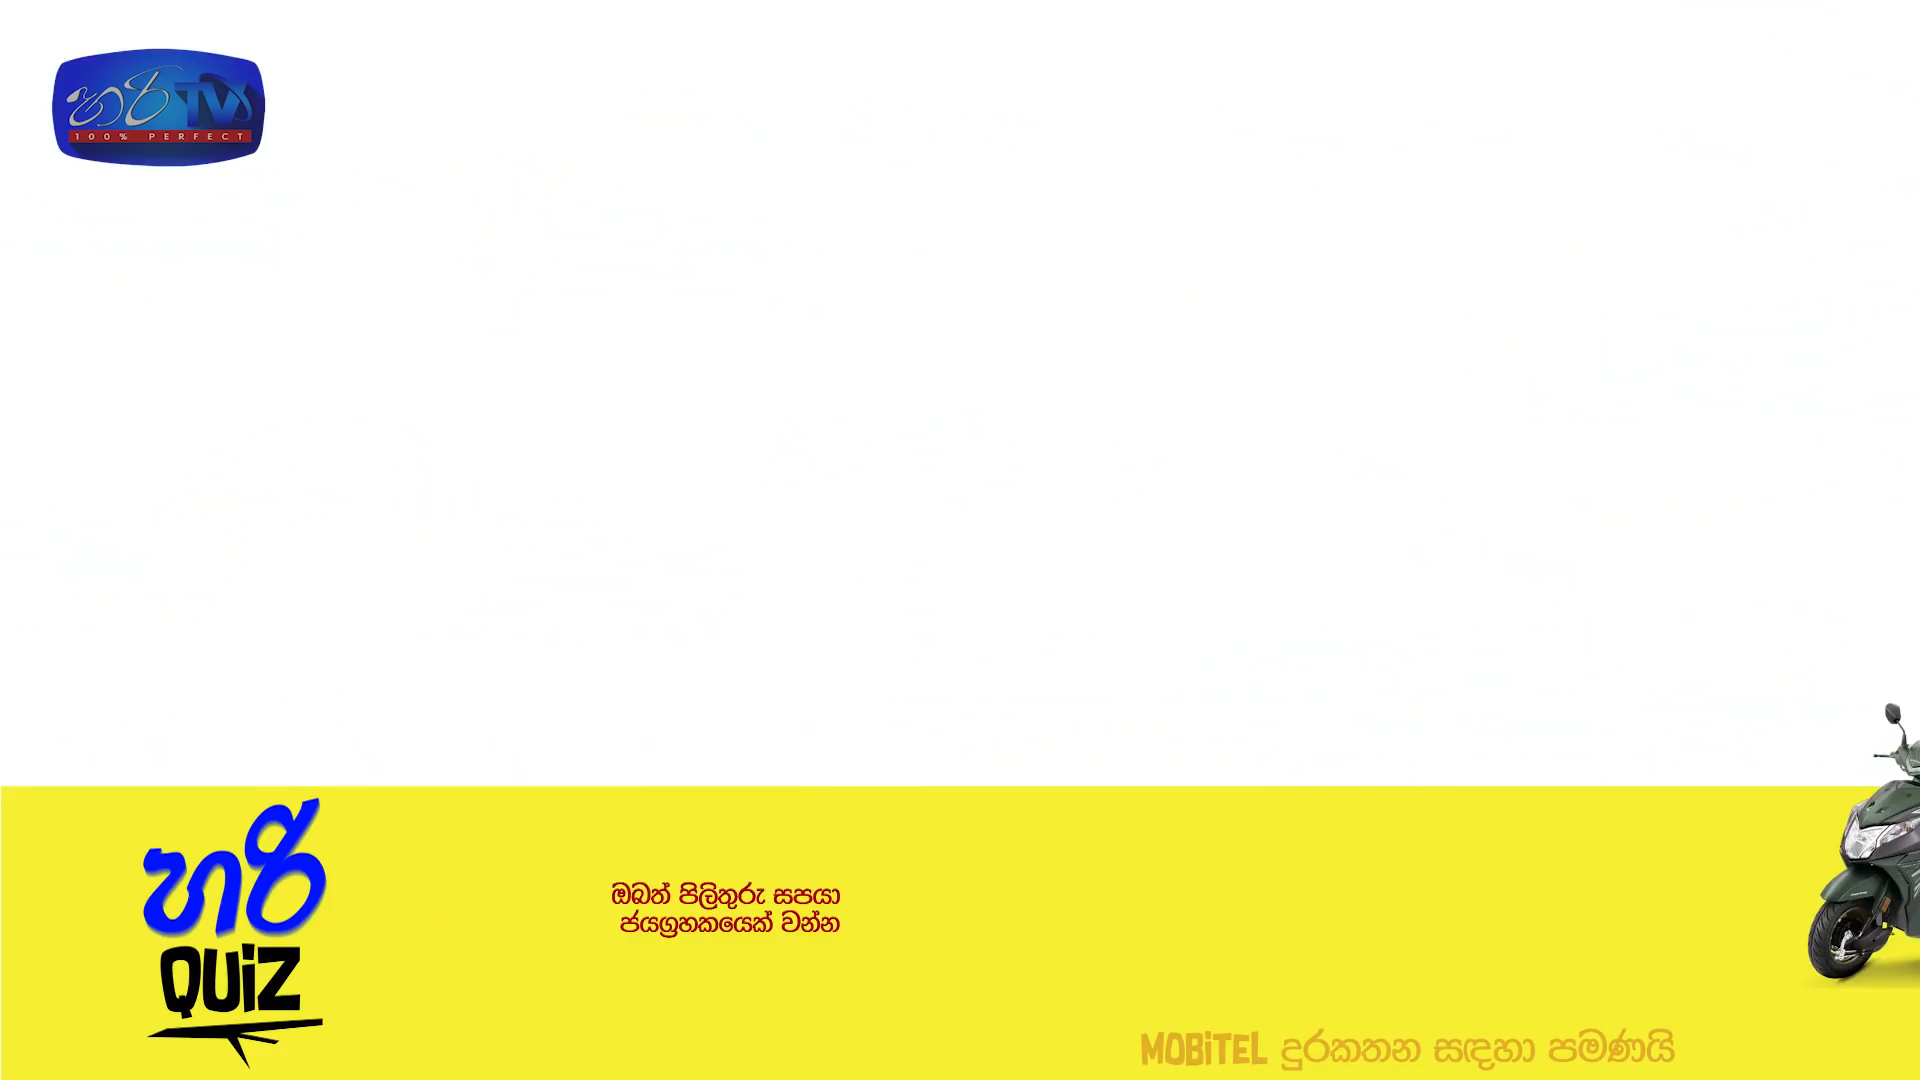 හරි TV
100% PERFECT
හරි
QUiZ
ඔබත් පිලිතුරු සපයා
ජයග්‍රහකයෙක් වන්න
MOBiTEL දුරකතන සඳහා පමණයි